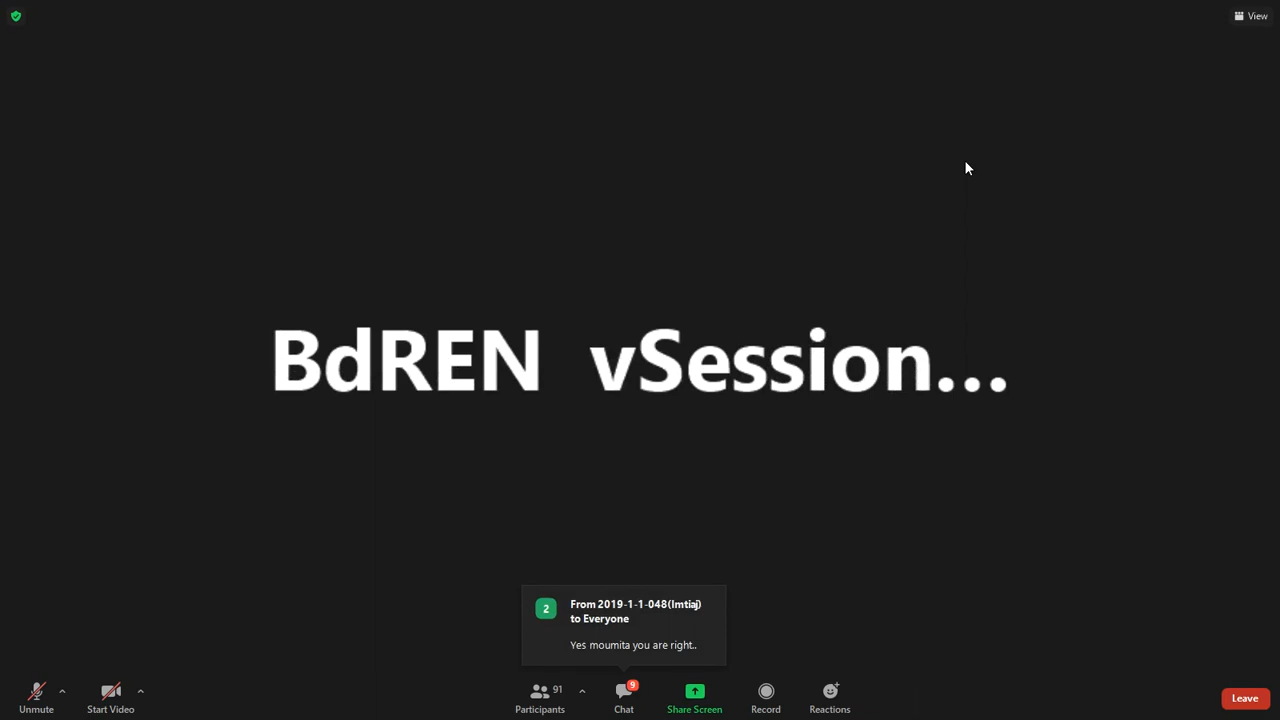 View
BdREN vSession...
2
From 2019-1-1-048(Imtiaj)
to Everyone
Yes moumita you are right..
91
9
Unmute
Start Video
Participants
Chat
Share Screen
Record
Reactions
Leave